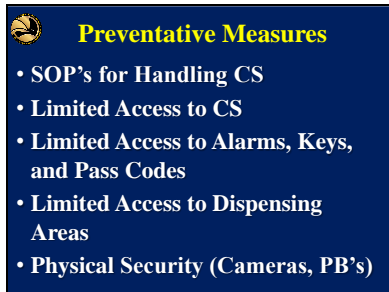 Preventative Measures
• SOP's for Handling CS
• Limited Access to CS
• Limited Access to Alarms, Keys,
and Pass Codes
• Limited Access to Dispensing
Areas
• Physical Security (Cameras, PB's)